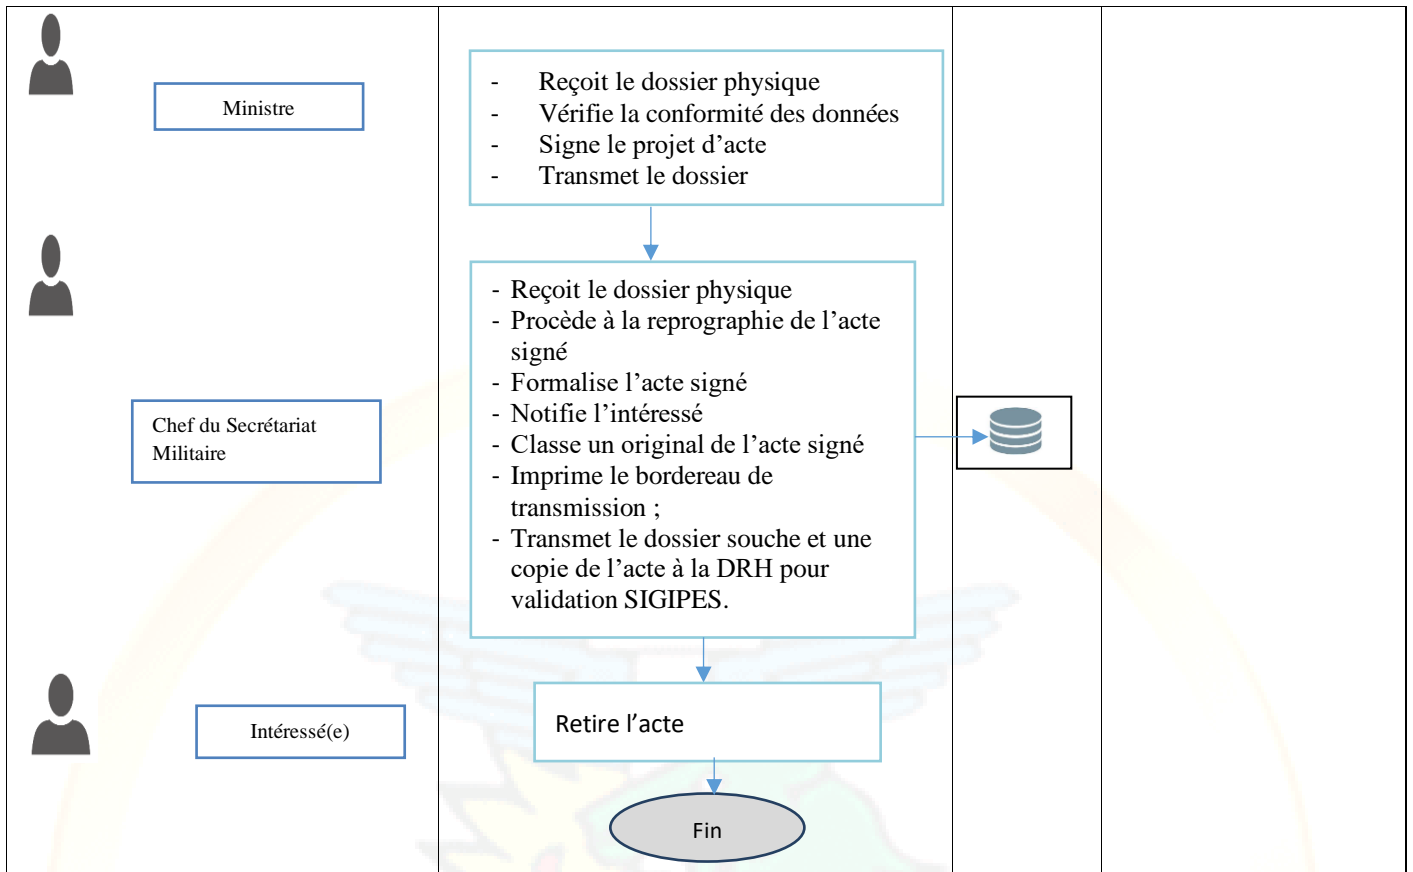 Ministre
- Reçoit le dossier physique
- Vérifie la conformité des données
- Signe le projet d’acte
- Transmet le dossier
Chef du Secrétariat
Militaire
- Reçoit le dossier physique
- Procède à la reprographie de l’acte
signé
- Formalise l’acte signé
- Notifie l’intéressé
- Classe un original de l’acte signé
- Imprime le bordereau de
transmission ;
- Transmet le dossier souche et une
copie de l’acte à la DRH pour
validation SIGIPES.
Intéressé(e)
Retire l’acte
Fin